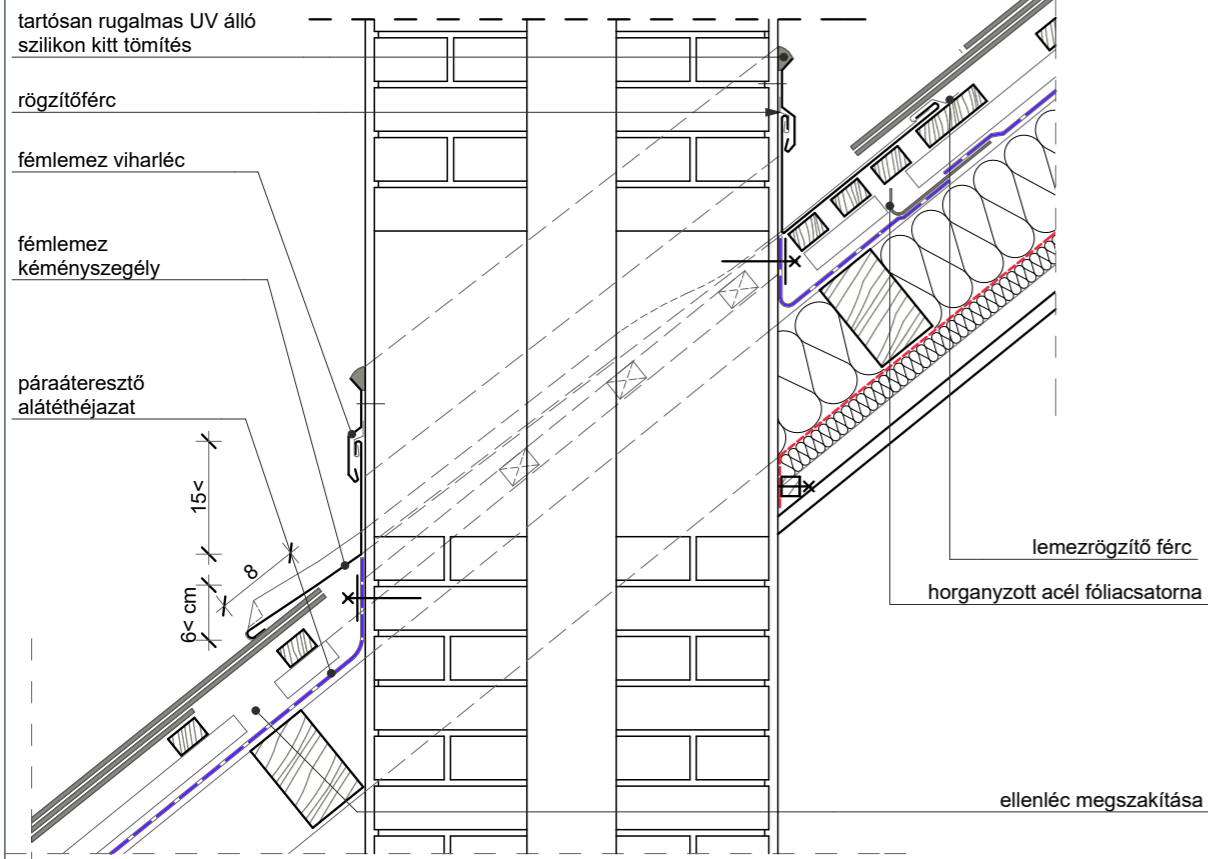 tartósan rugalmas UV álló
szilikon kitt tömítés
rögzítőférc
fémlemez viharléc
fémlemez
kéményszegély
páraáteresztő
alátéthéjazat
15<
8
6< cm
lemezrögzítő férc
horganyzott acél fóliacsatorna
ellenléc megszakítása